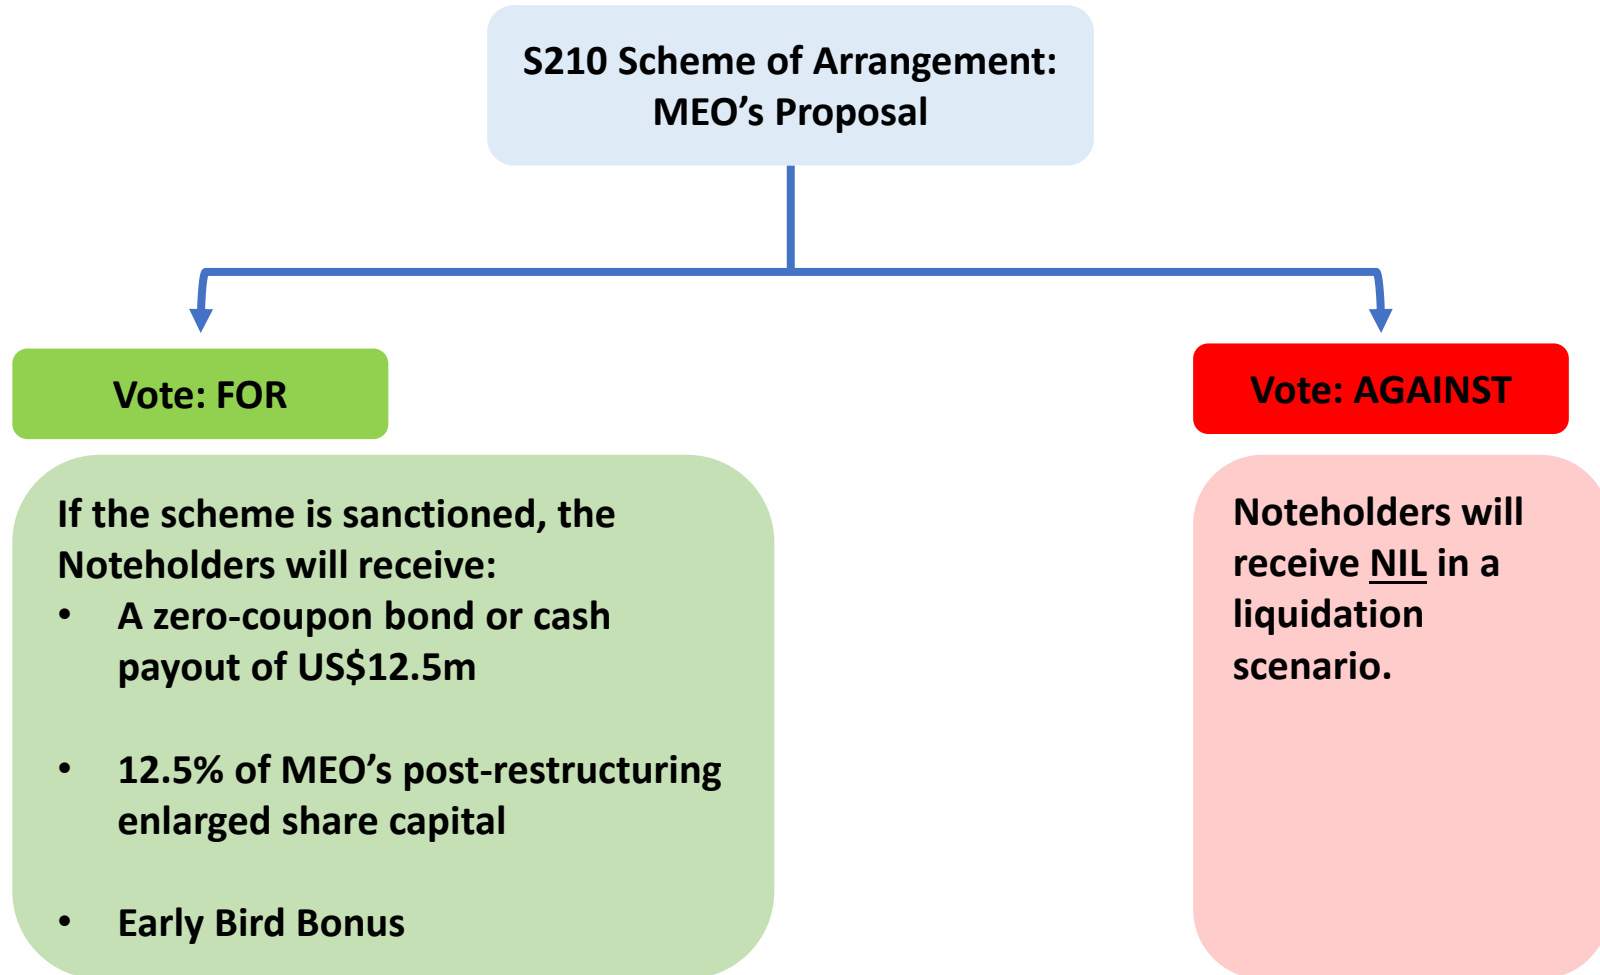 S210 Scheme of Arrangement:
MEO’s Proposal
Vote: FOR
If the scheme is sanctioned, the
Noteholders will receive:
• A zero-coupon bond or cash
payout of US$12.5m
• 12.5% of MEO’s post-restructuring
enlarged share capital
• Early Bird Bonus
Vote: AGAINST
Noteholders will
receive NIL in a
liquidation
scenario.